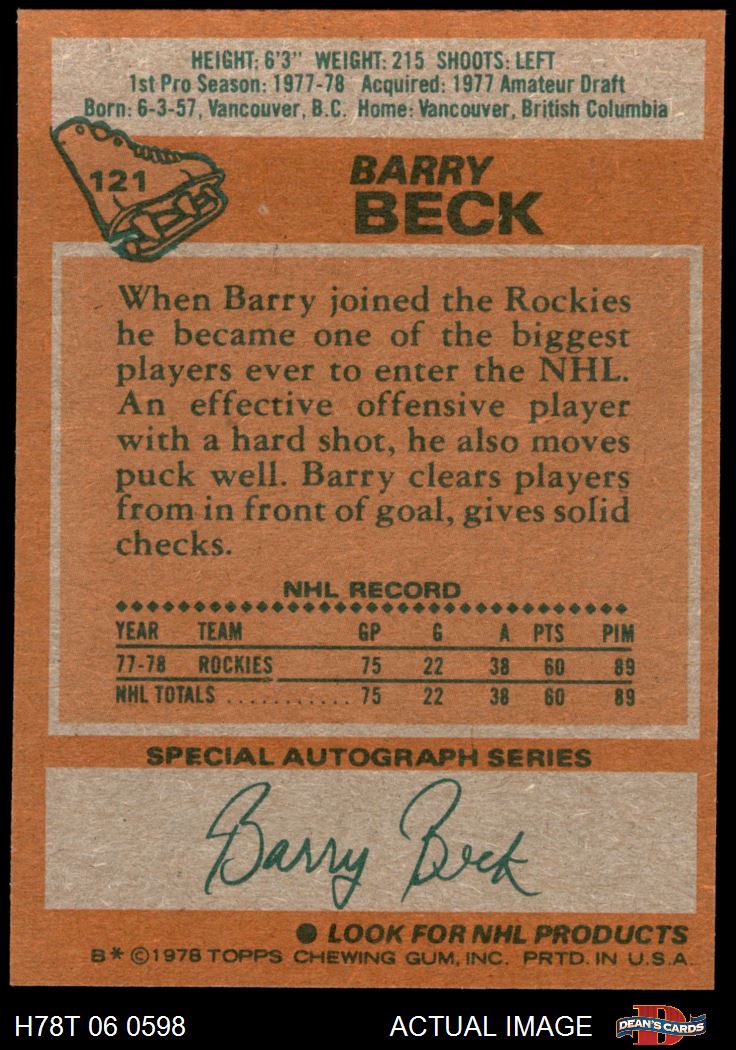 HEIGHT: 6'3" WEIGHT: 215 SHOOTS: LEFT
1st Pro Season: 1977-78 Acquired: 1977 Amateur Draft
Born: 6-3-57, Vancouver, B.C. Home: Vancouver, British Columbia
121
BARRY
BECK
When Barry joined the Rockies
he became one of the biggest
players ever to enter the NHL.
An effective offensive player
with a hard shot, he also moves
puck well. Barry clears players
from in front of goal, gives solid
checks.
NHL RECORD
YEAR TEAM GP G A PTS PIM
77-78 ROCKIES 75 22 38 60 89
NHL TOTALS ............ 75 22 38 60 89
SPECIAL AUTOGRAPH SERIES
Barry Beck
● LOOK FOR NHL PRODUCTS
B* ©1978 TOPPS CHEWING GUM, INC. PRTD. IN U.S.A.
H78T 06 0598 ACTUAL IMAGE
D
DEAN'S CARDS